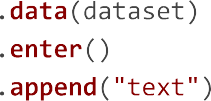 .data(dataset)
.enter()
.append("text")